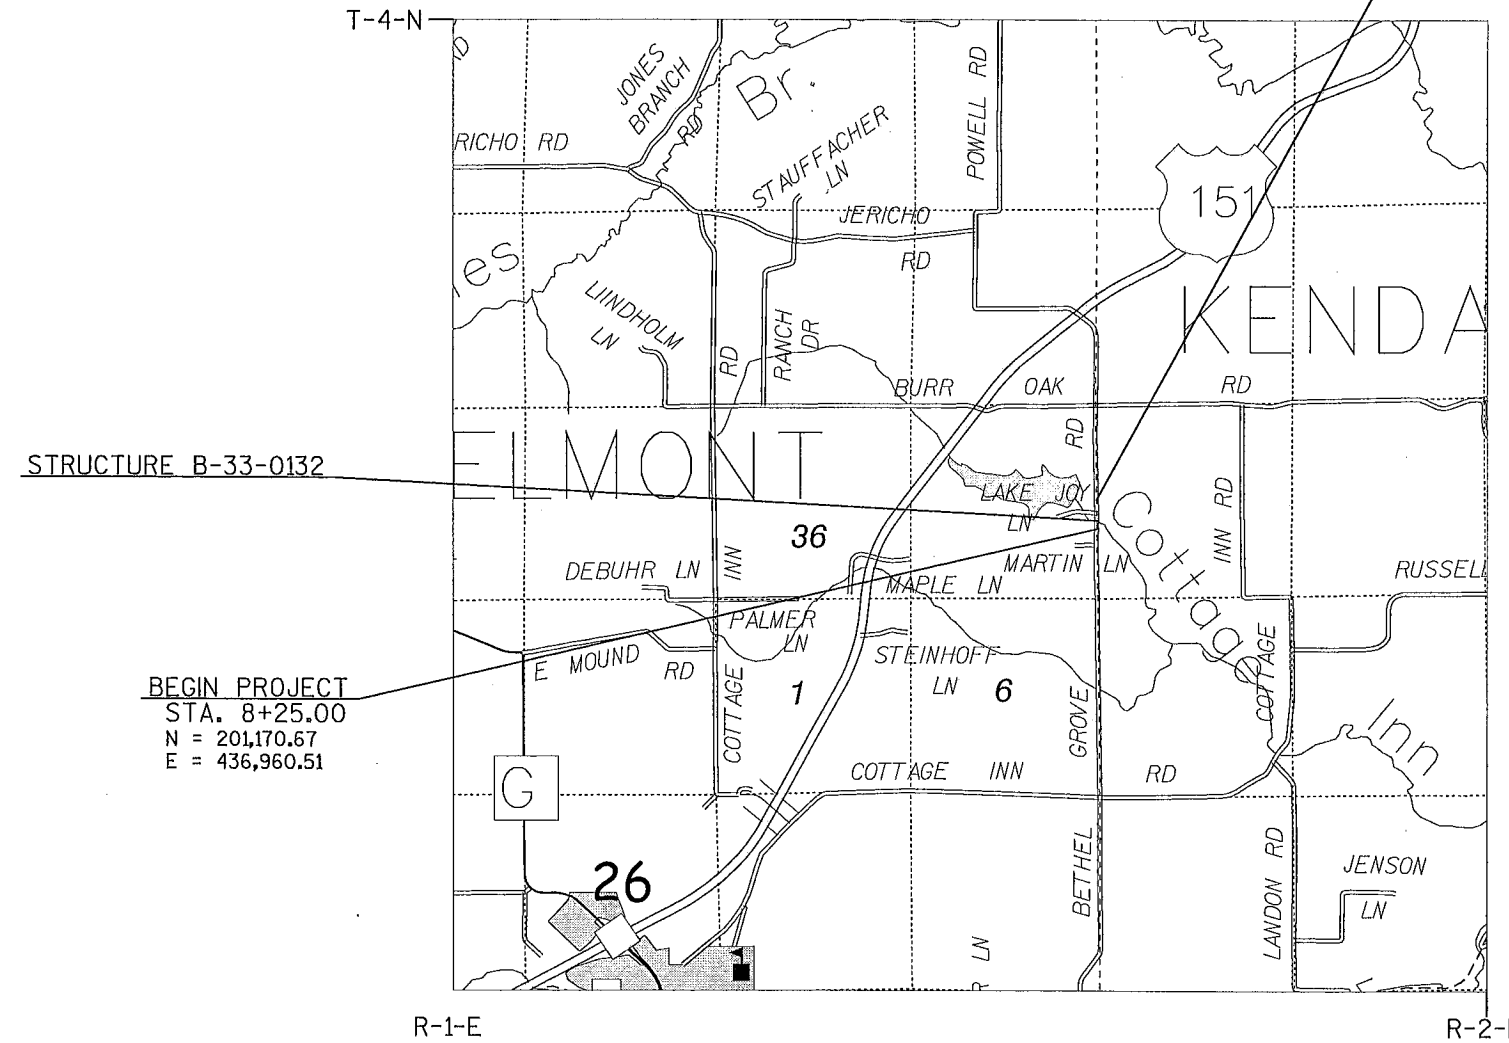 T-4-N
RD
JONES
BRANCH
RD
Br.
POWELL RD
RICHO RD
STAUFFACHER
LN
JERICHO
RD
151
es
LIINDHOLM
LN
RD
RANCH
DR
KENDA
BURR OAK RD
RD
ELMONT
STRUCTURE B-33-0132
LAKE JOY
LN
Cottage
INN RD
36
DEBUHR LN
INN
MARTIN LN
MAPLE LN
RUSSELL
PALMER
LN
E MOUND RD
STEINHOFF
LN
COTTAGE
BEGIN PROJECT
STA. 8+25.00
N = 201,170.67
E = 436,960.51
1
6
COTTAGE
GROVE
Inn
G
COTTAGE INN RD
BETHEL
LANDON RD
JENSON
LN
26
R LN
R-1-E
R-2-